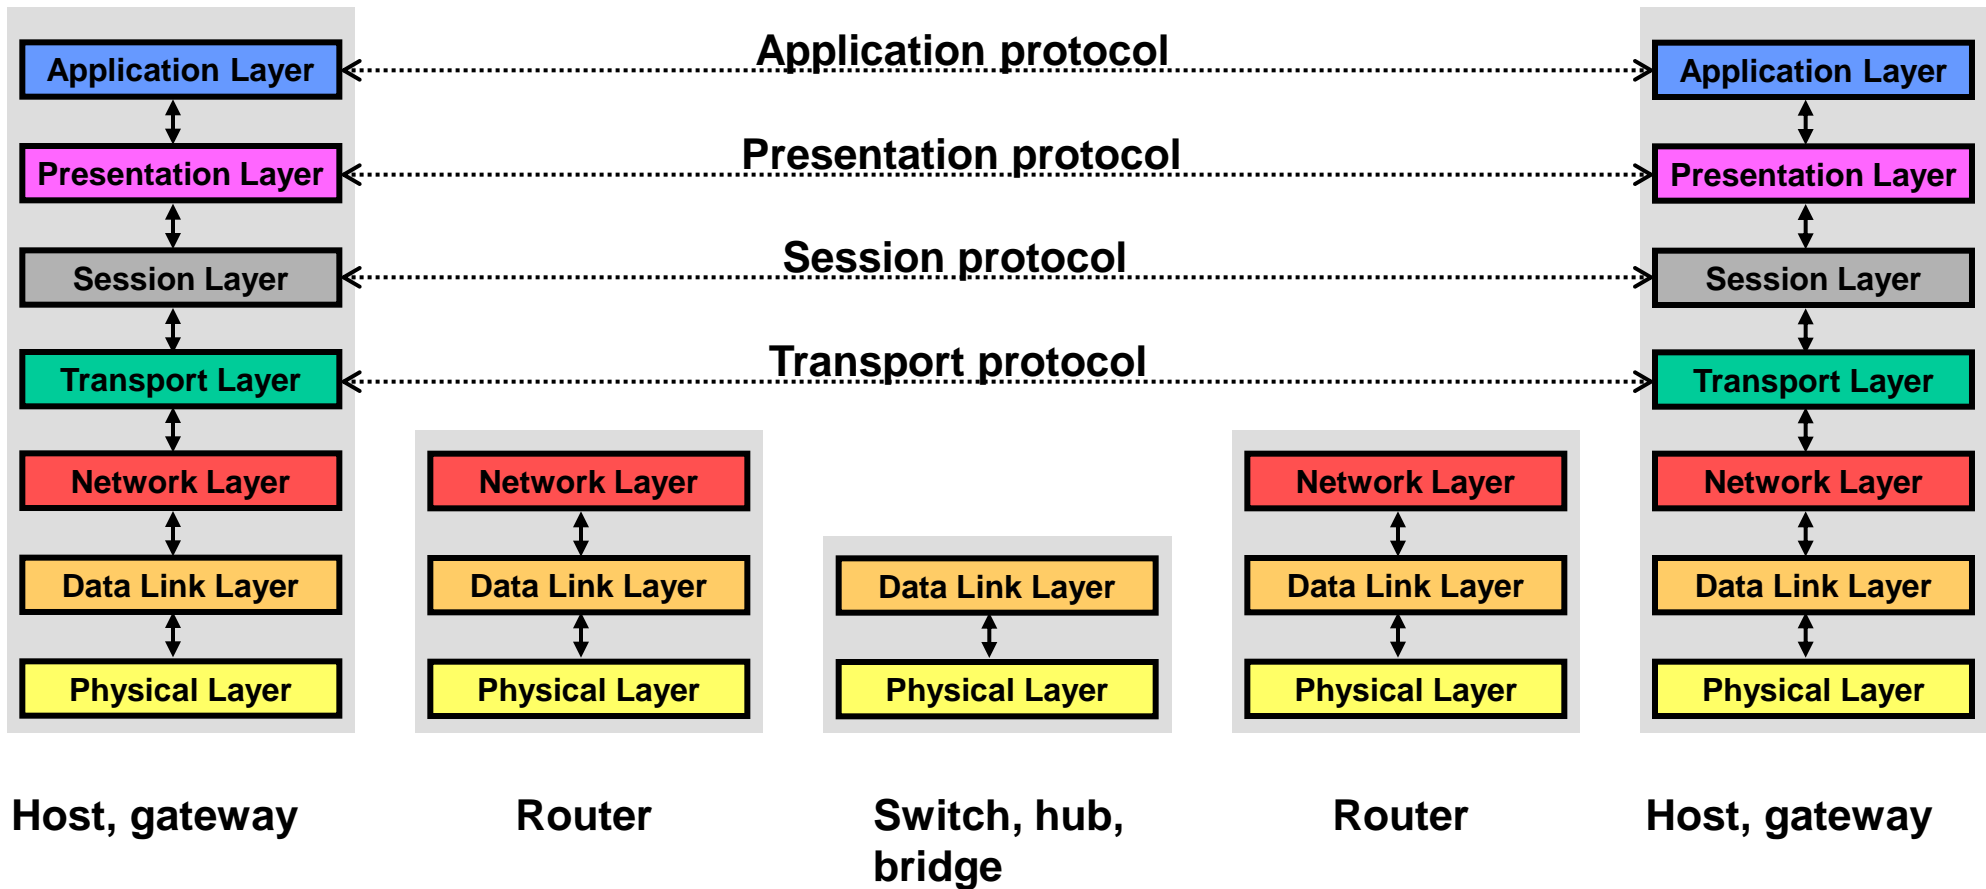 Application protocol
Application Layer
Application Layer
Presentation protocol
Presentation Layer
Presentation Layer
Session protocol
Session Layer
Session Layer
Transport protocol
Transport Layer
Transport Layer
Network Layer
Network Layer
Network Layer
Network Layer
Data Link Layer
Data Link Layer
Data Link Layer
Data Link Layer
Data Link Layer
Physical Layer
Physical Layer
Physical Layer
Physical Layer
Physical Layer
Host, gateway
Router
Switch, hub,
bridge
Router
Host, gateway